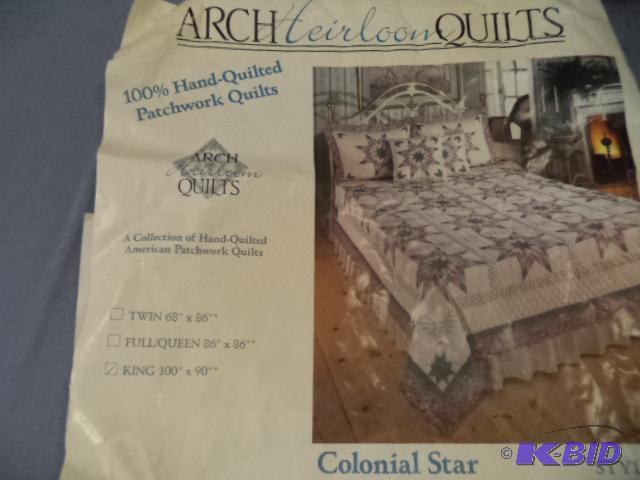 ARCH Heirloom QUILTS
100% Hand-Quilted
Patchwork Quilts
ARCH
Heirloom
QUILTS
A Collection of Hand-Quilted
American Patchwork Quilts
TWIN 68" x 86"*
FULL/QUEEN 86" x 86"*
KING 100" x 90"*
Colonial Star
STYL
© K-BID